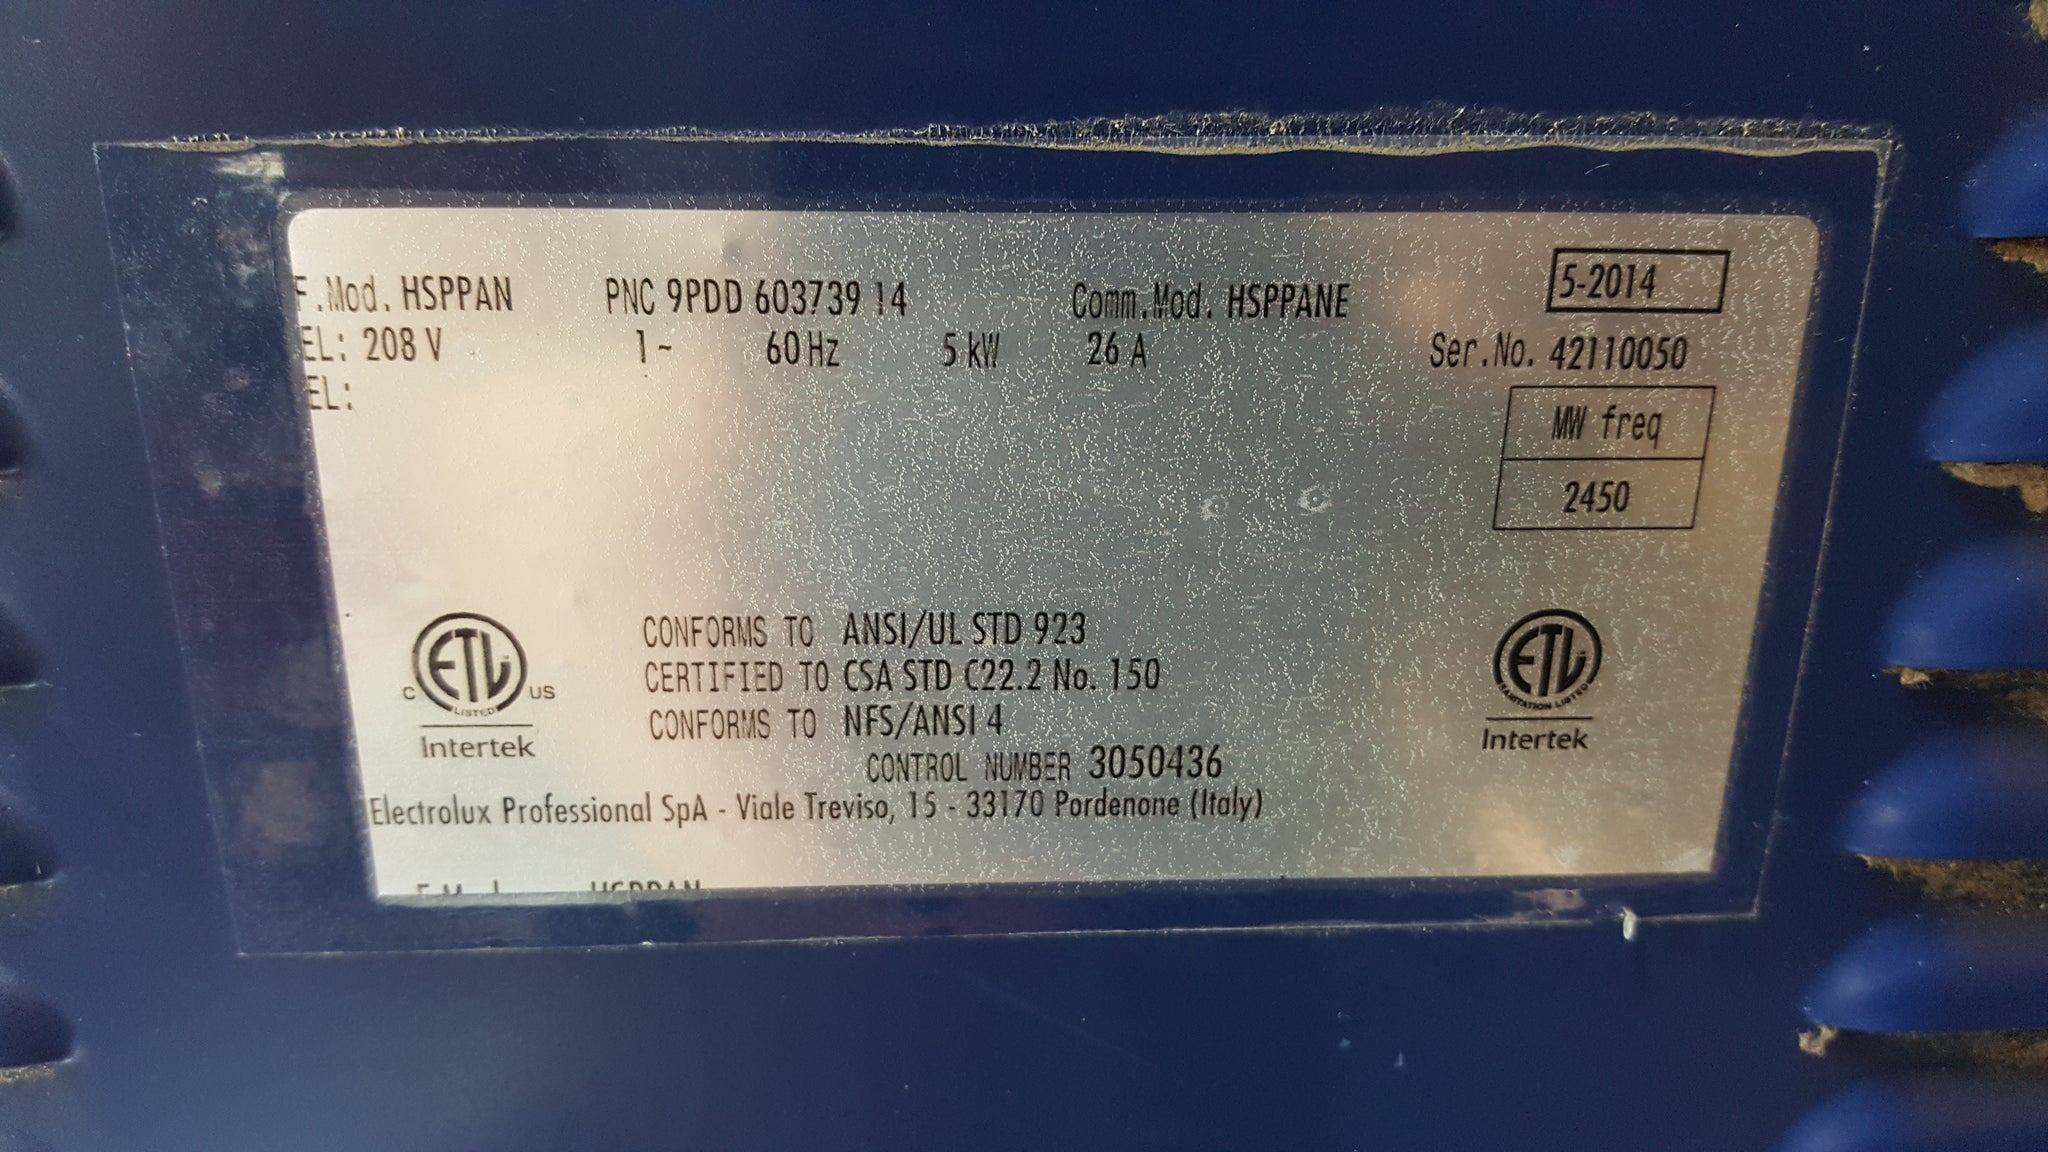 F.Mod. HSPPAN PNC 9PDD 603739 14 Comm.Mod. HSPPANE 5-2014
EL: 208 V 1~ 60 Hz 5 kW 26 A Ser.No. 42110050
EL:
MW freq
2450
CONFORMS TO ANSI/UL STD 923
CERTIFIED TO CSA STD C22.2 No. 150
CONFORMS TO NFS/ANSI 4
CONTROL NUMBER 3050436
C ETL US
LISTED
Intertek
ETL
SANITATION LISTED
Intertek
Electrolux Professional SpA - Viale Treviso, 15 - 33170 Pordenone (Italy)
F.Mod. HSPPAN